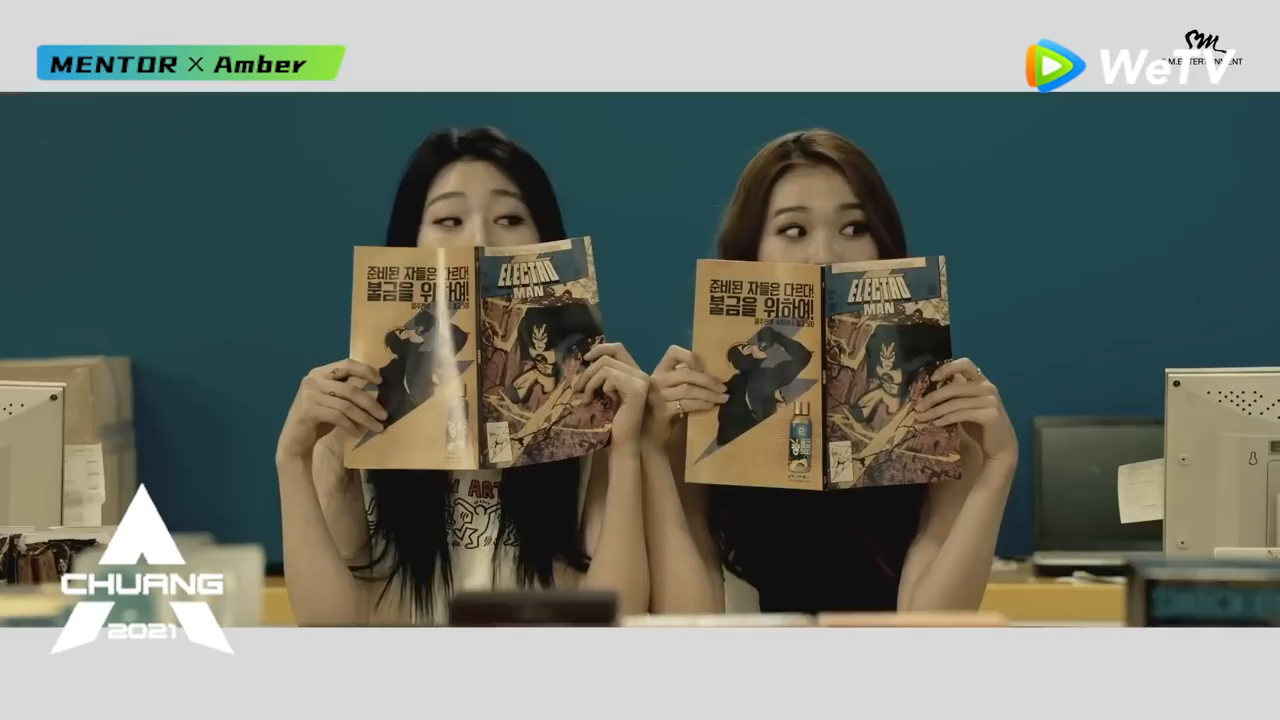 MENTOR × Amber
WeTV
SM
S.M.ENTERTAINMENT
준비된 자들은 다르다!
불금을 위하여!
ELECTRO
MAN
준비된 자들은 다르다!
불금을 위하여!
ELECTRO
MAN
CHUANG
2021